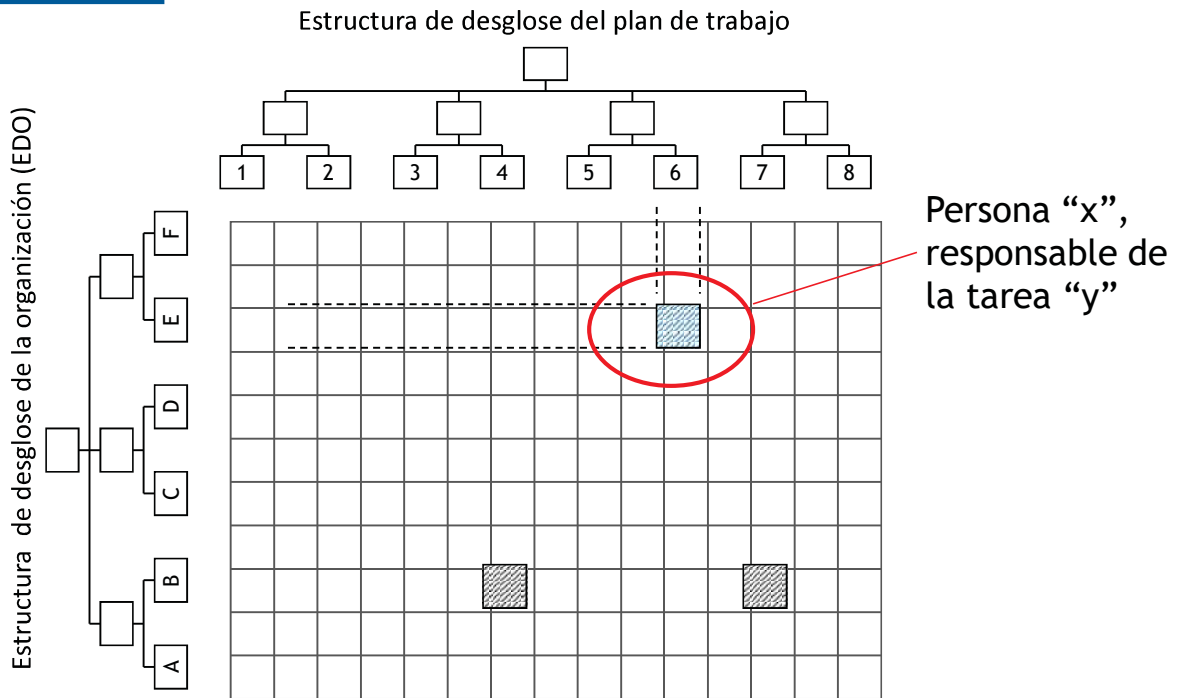 Estructura de desglose del plan de trabajo
1 2 3 4 5 6 7 8
Estructura de desglose de la organización (EDO)
F
E
D
C
B
A
Persona “x”,
responsable de
la tarea “y”